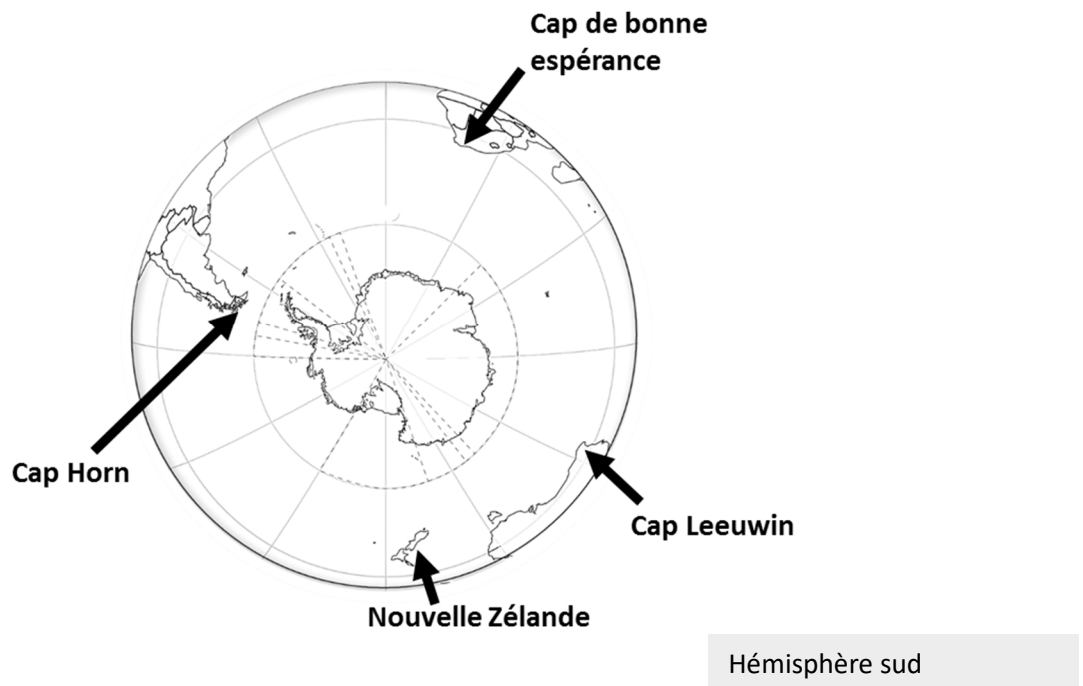 Cap de bonne
espérance
Cap Horn
Cap Leeuwin
Nouvelle Zélande
Hémisphère sud